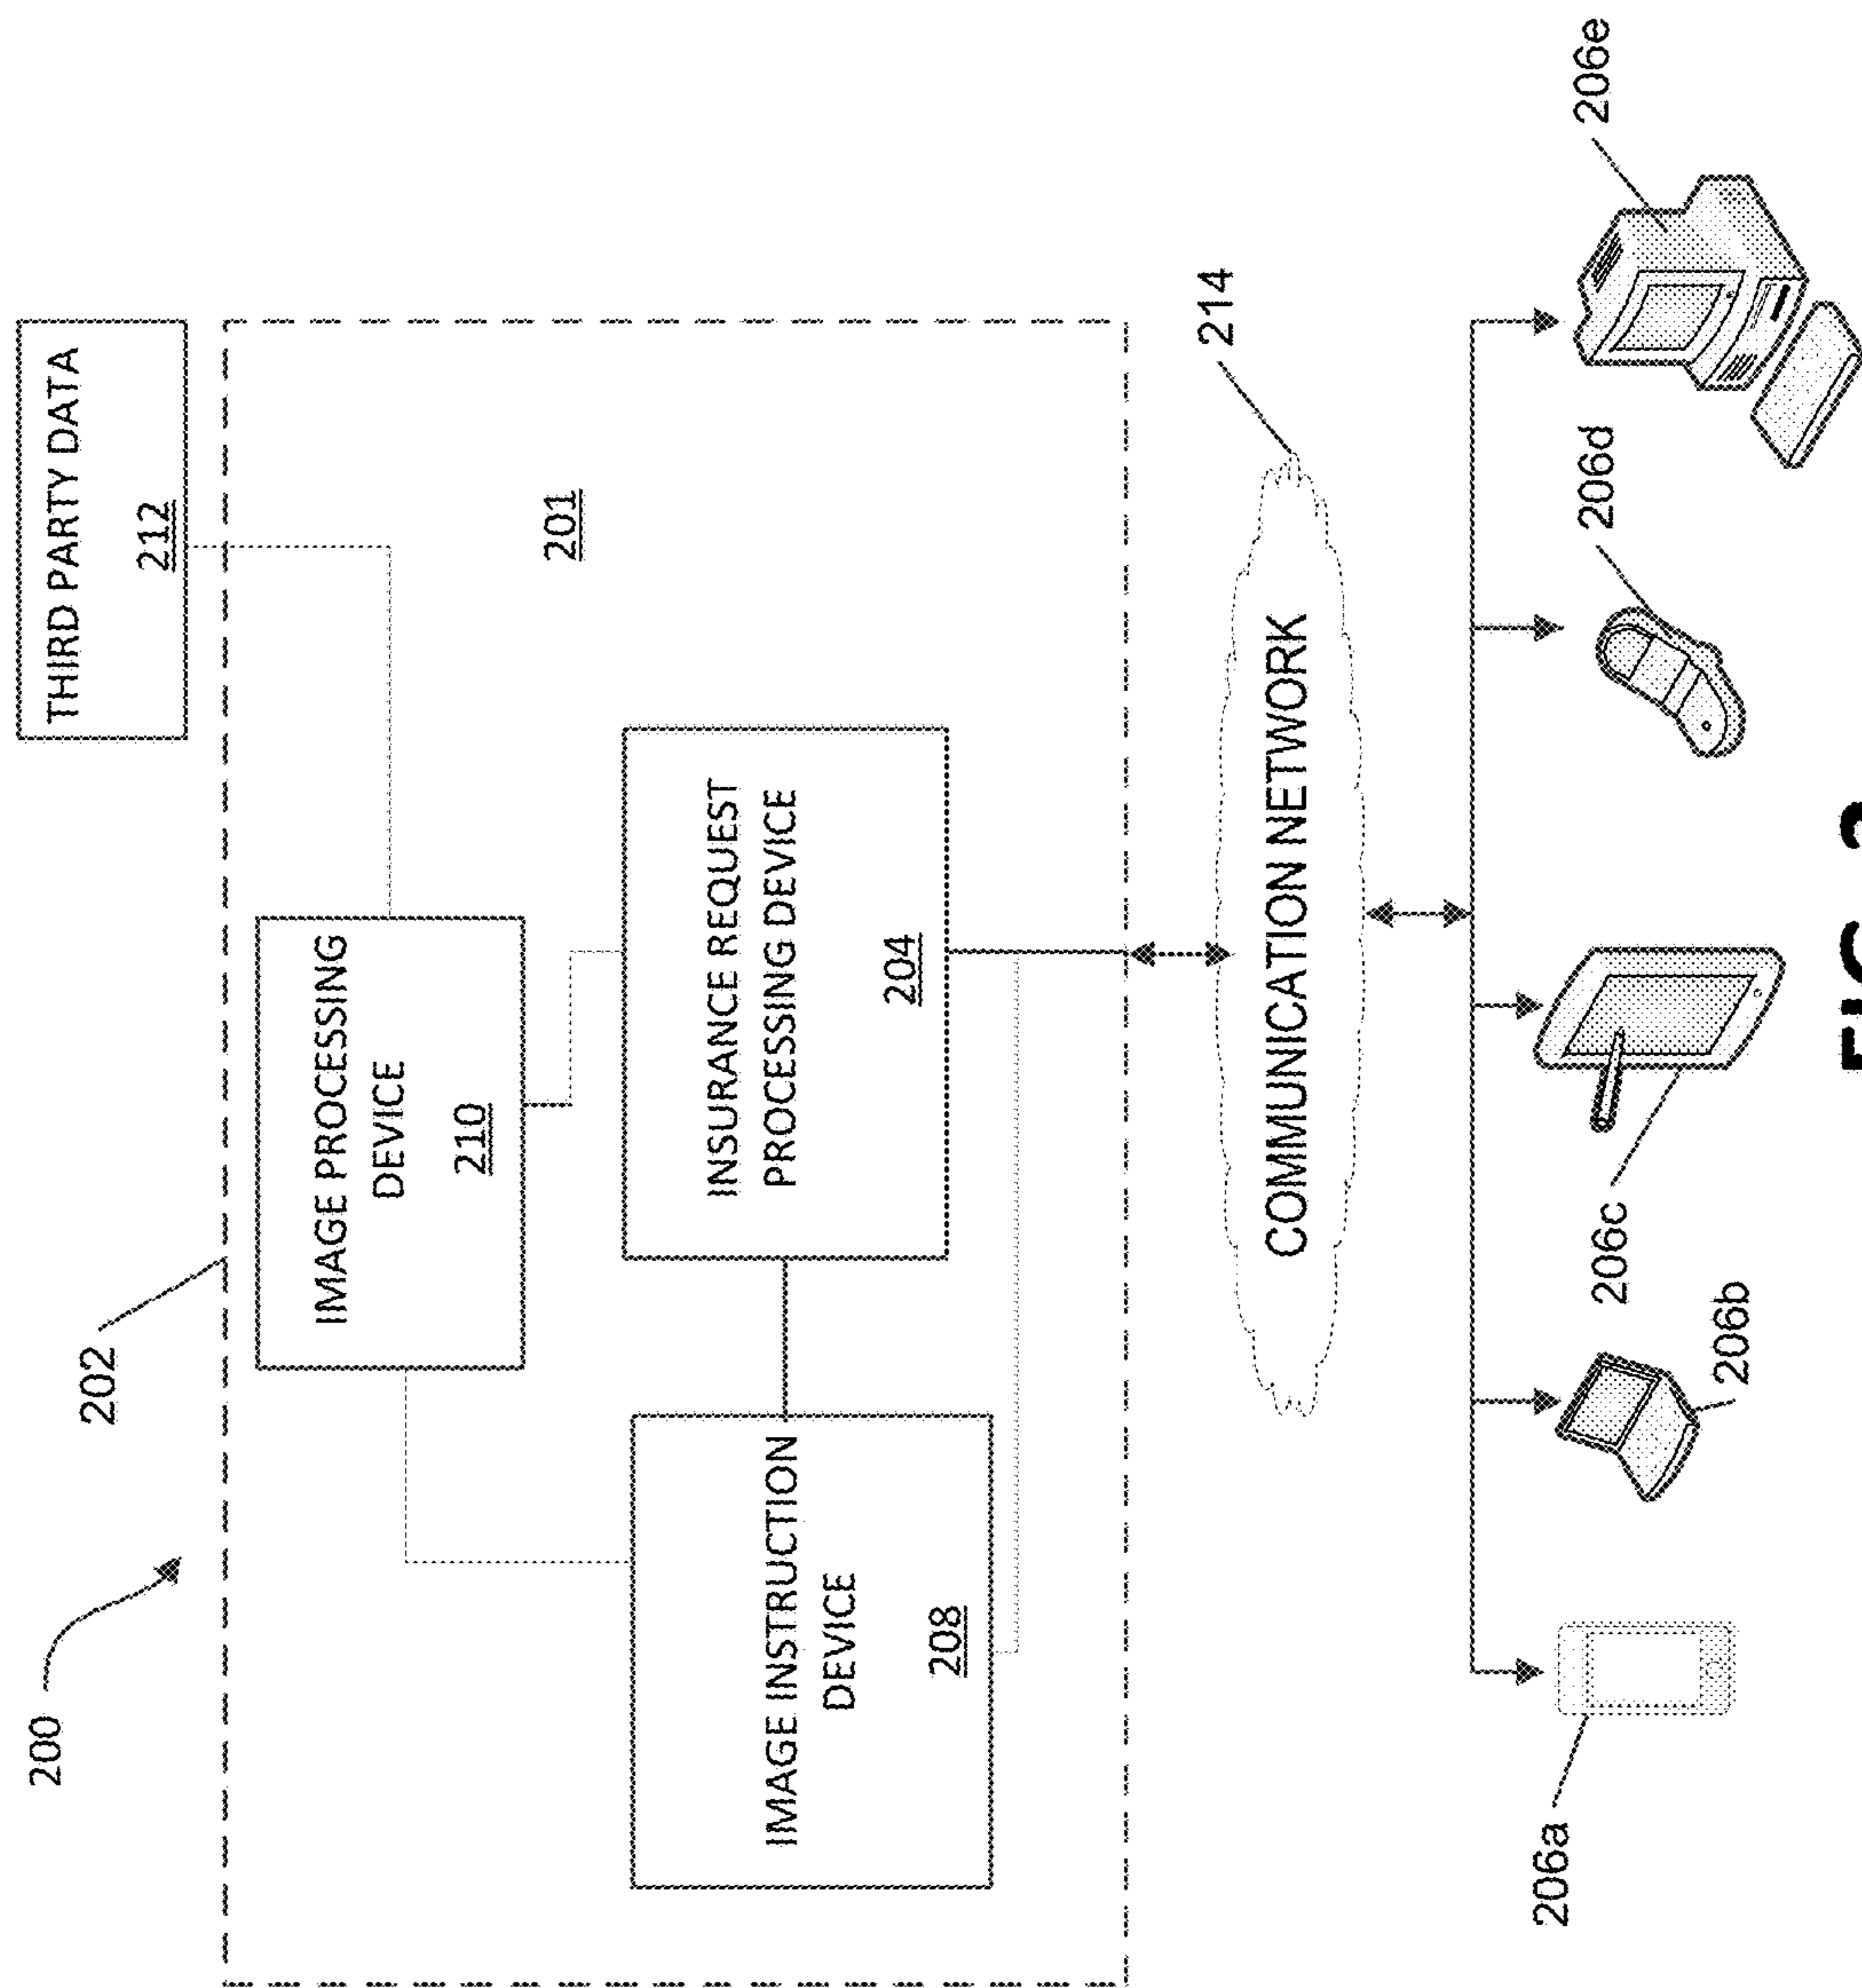 THIRD PARTY DATA
212
200
202
IMAGE PROCESSING
DEVICE
210
201
INSURANCE REQUEST
PROCESSING DEVICE
204
IMAGE INSTRUCTION
DEVICE
208
214
COMMUNICATION NETWORK
206a
206b
206c
206d
206e